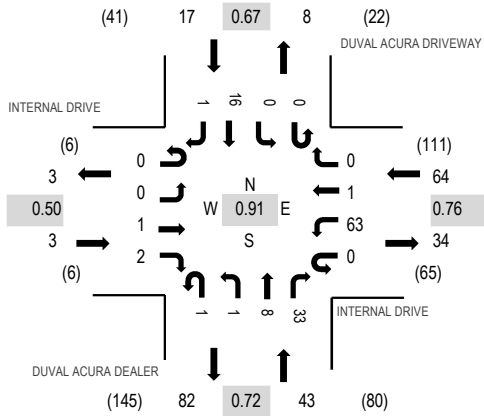 (41) 17 0.67 8 (22)
DUVAL ACURA DRIVEWAY
1 16 0 0
INTERNAL DRIVE
(6) 0 0 (111)
3 0 N 1 64
0.50 W 0.91 E 0.76
3 1 S 63 34
(6) 2 0 (65)
1 1 8 33
INTERNAL DRIVE
DUVAL ACURA DEALER
(145) 82 0.72 43 (80)